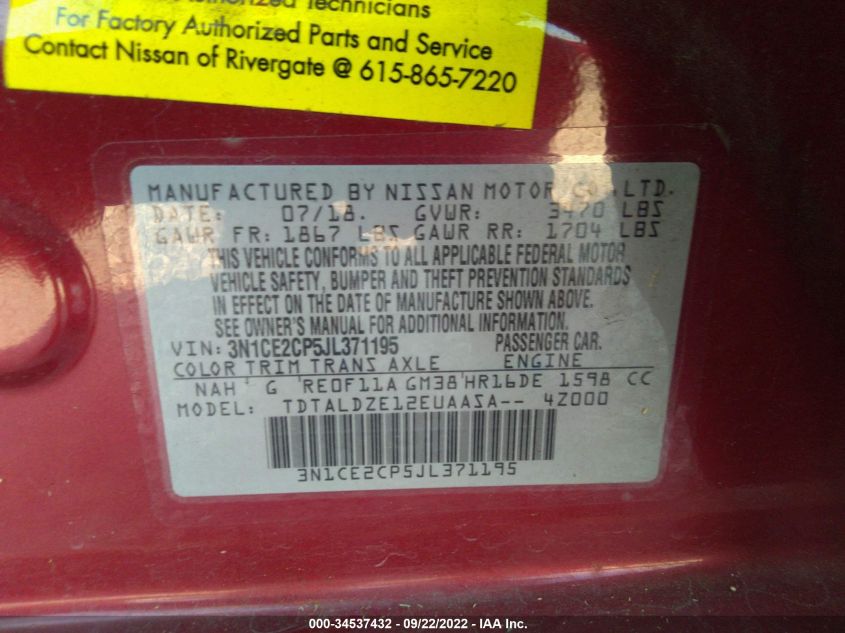 Technicians
For Factory Authorized Parts and Service
Contact Nissan of Rivergate @ 615-865-7220
MANUFACTURED BY NISSAN MOTOR CO., LTD.
DATE: 07/18. GVWR: 3470 LBS
GAWR FR: 1867 LBS GAWR RR: 1704 LBS
THIS VEHICLE CONFORMS TO ALL APPLICABLE FEDERAL MOTOR
VEHICLE SAFETY, BUMPER AND THEFT PREVENTION STANDARDS
IN EFFECT ON THE DATE OF MANUFACTURE SHOWN ABOVE.
SEE OWNER'S MANUAL FOR ADDITIONAL INFORMATION.
VIN: 3N1CE2CP5JL371195 PASSENGER CAR.
COLOR TRIM TRANS AXLE ENGINE
NAH G RE0F11A GM38 HR16DE 1598 CC
MODEL: TDTALDZE12EUAASA-- 4Z000
3N1CE2CP5JL371195
000-34537432 - 09/22/2022 - IAA Inc.